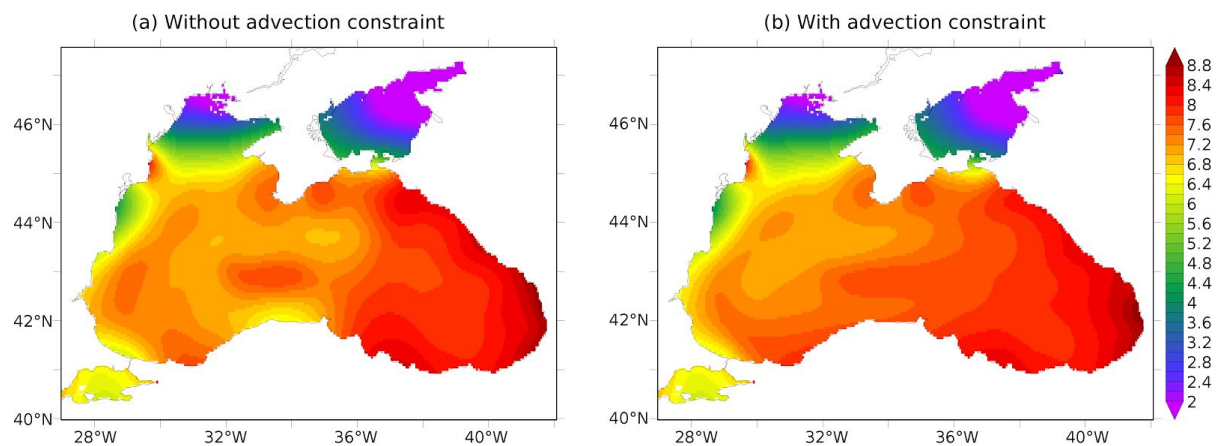 (a) Without advection constraint
(b) With advection constraint
46°N
44°N
42°N
40°N
28°W 32°W 36°W 40°W
46°N
44°N
42°N
40°N
28°W 32°W 36°W 40°W
8.8
8.4
8
7.6
7.2
6.8
6.4
6
5.6
5.2
4.8
4.4
4
3.6
3.2
2.8
2.4
2